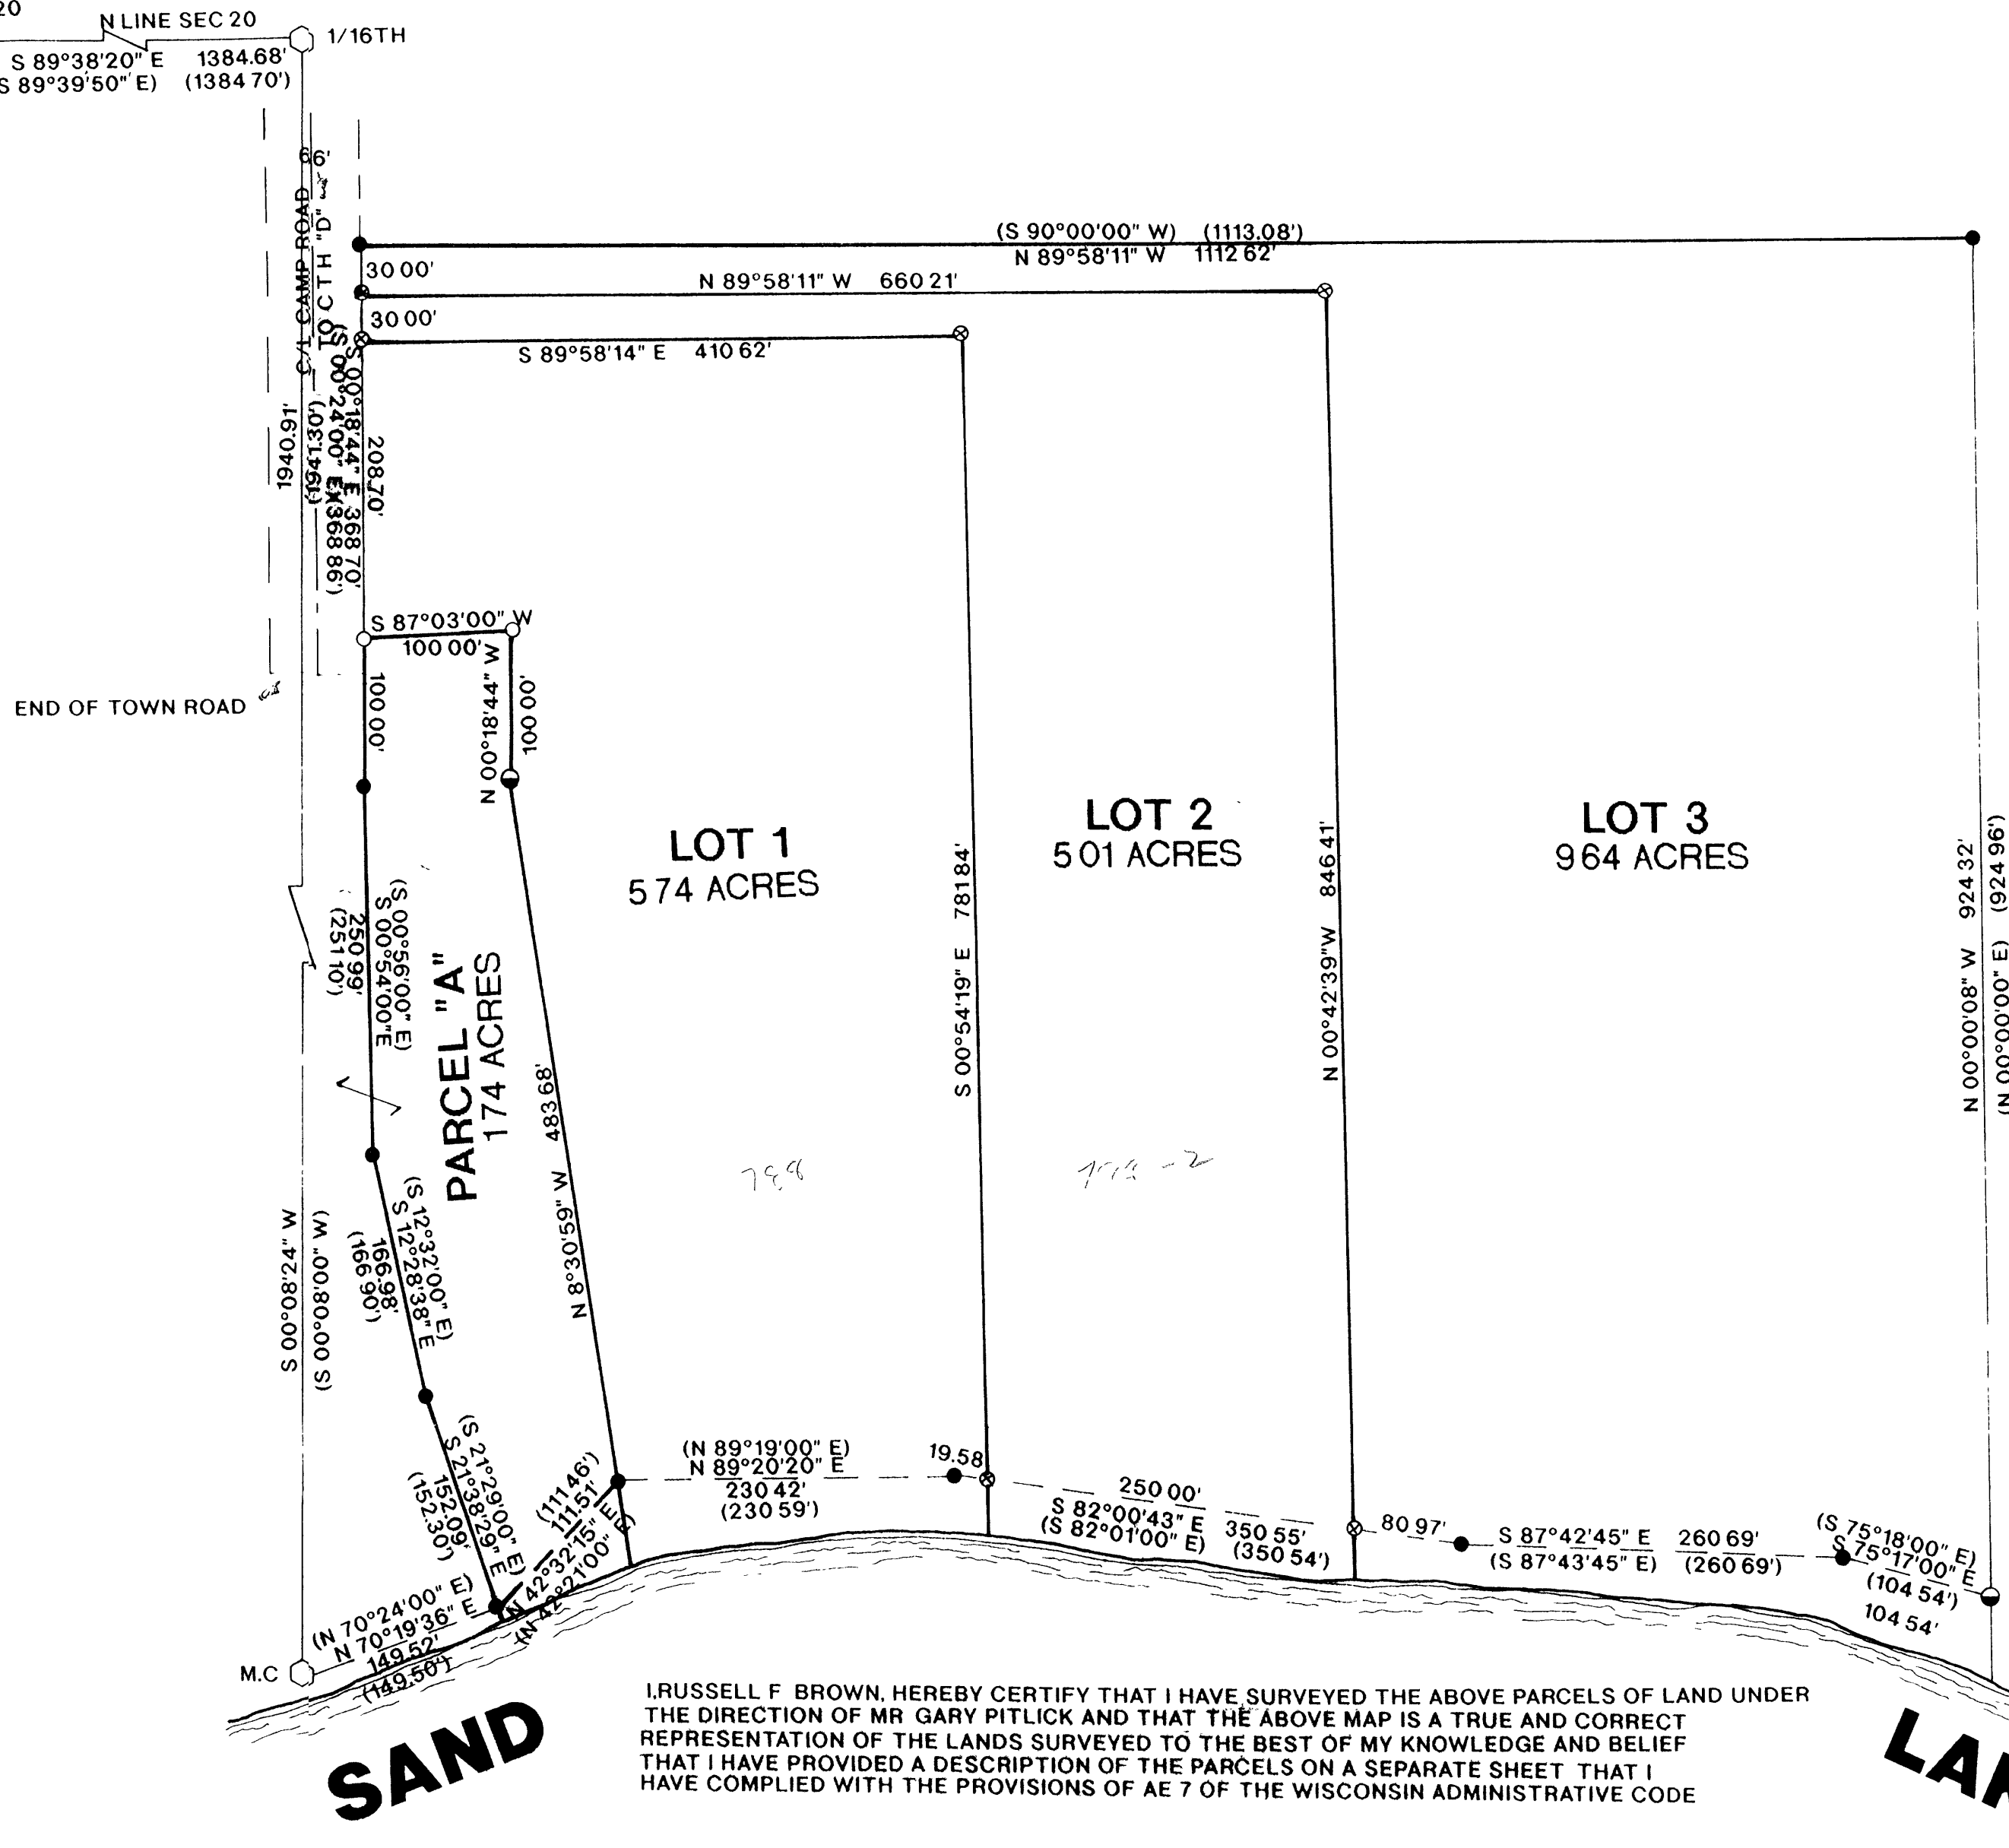 20
N LINE SEC 20
1/16TH
S 89°38'20" E 1384.68'
S 89°39'50" E) (1384 70')
66'
C/L CAMP ROAD
TO C T H "D"
(S 90°00'00" W) (1113.08')
N 89°58'11" W 1112 62'
30 00'
N 89°58'11" W 660 21'
30 00'
S 89°58'14" E 410 62'
1940.91'
(1941.30')
(S 00°24'00" E)(368 86')
S 00°18'44" E 368 70'
208.70'
S 87°03'00" W
100 00'
END OF TOWN ROAD
100 00'
N 00°18'44" W
100 00'
LOT 1
5 74 ACRES
LOT 2
5 01 ACRES
LOT 3
9 64 ACRES
S 00°54'19" E 781 84'
N 00°42'39" W 846 41'
N 00°00'08" W 924 32'
(N 00°00'00" E) (924 96')
(S 00°56'00" E)
S 00°54'00" E
250 99'
(251 10')
PARCEL "A"
1 74 ACRES
N 8°30'59" W 483 68'
S 00°08'24" W
(S 00°08'00" W)
(S 12°32'00" E)
S 12°28'38" E
166.98'
(166 90')
(S 21°29'00" E)
S 21°38'29" E
152.09'
(152.30')
(111 46')
111.51'
N 42°32'15" E
(N 42°21'00" E)
(N 89°19'00" E)
N 89°20'20" E
230 42'
(230 59')
19.58
250 00'
S 82°00'43" E 350 55'
(S 82°01'00" E) (350 54')
80 97'
S 87°42'45" E 260 69'
(S 87°43'45" E) (260 69')
(S 75°18'00" E)
S 75°17'00" E
(104 54')
104 54'
(N 70°24'00" E)
N 70°19'36" E
149.52'
(149.50')
M.C
SAND
LA
I,RUSSELL F BROWN, HEREBY CERTIFY THAT I HAVE SURVEYED THE ABOVE PARCELS OF LAND UNDER
THE DIRECTION OF MR GARY PITLICK AND THAT THE ABOVE MAP IS A TRUE AND CORRECT
REPRESENTATION OF THE LANDS SURVEYED TO THE BEST OF MY KNOWLEDGE AND BELIEF
THAT I HAVE PROVIDED A DESCRIPTION OF THE PARCELS ON A SEPARATE SHEET THAT I
HAVE COMPLIED WITH THE PROVISIONS OF AE 7 OF THE WISCONSIN ADMINISTRATIVE CODE